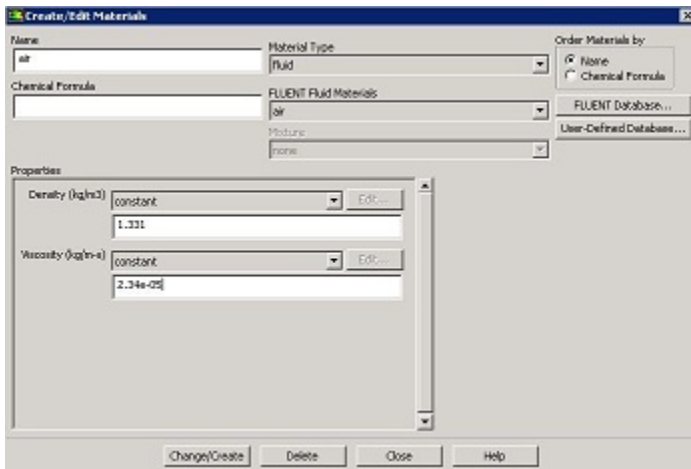 Create/Edit Materials
Name
air
Material Type
fluid
Order Materials by
Name
Chemical Formula
Chemical Formula
FLUENT Fluid Materials
air
FLUENT Database...
User-Defined Database...
Mixture
none
Properties
Density (kg/m3) constant Edit...
1.331
Viscosity (kg/m-s) constant Edit...
2.34e-05
Change/Create Delete Close Help